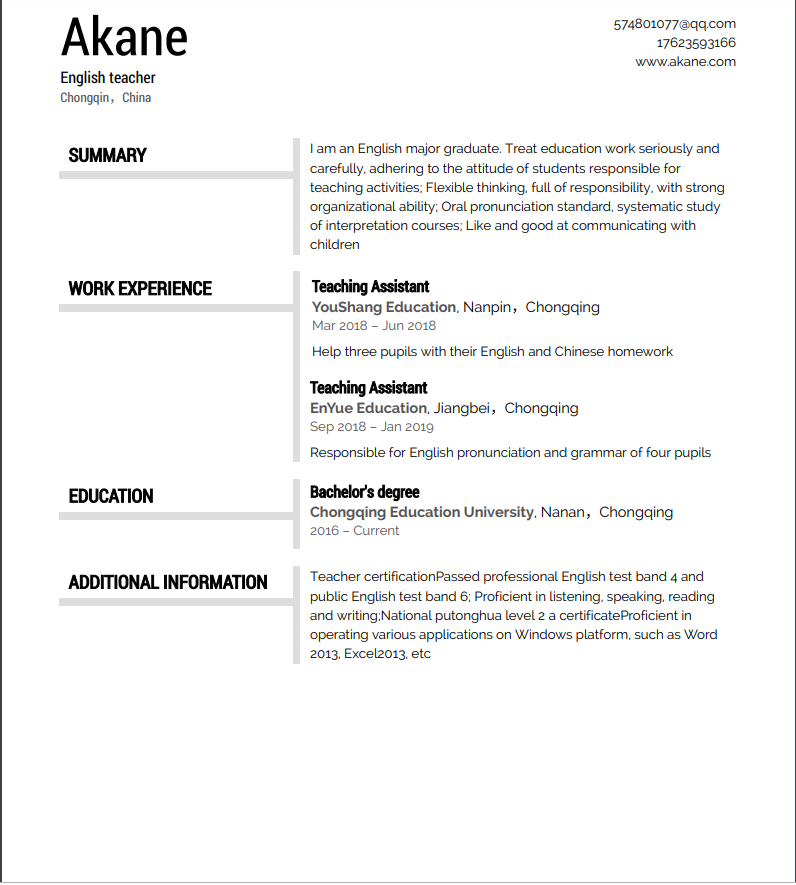 Akane
English teacher
Chongqin，China
574801077@qq.com
17623593166
www.akane.com
SUMMARY
I am an English major graduate. Treat education work seriously and
carefully, adhering to the attitude of students responsible for
teaching activities; Flexible thinking, full of responsibility, with strong
organizational ability; Oral pronunciation standard, systematic study
of interpretation courses; Like and good at communicating with
children
WORK EXPERIENCE
Teaching Assistant
YouShang Education, Nanpin，Chongqing
Mar 2018 – Jun 2018
Help three pupils with their English and Chinese homework
Teaching Assistant
EnYue Education, Jiangbei，Chongqing
Sep 2018 – Jan 2019
Responsible for English pronunciation and grammar of four pupils
EDUCATION
Bachelor's degree
Chongqing Education University, Nanan，Chongqing
2016 – Current
ADDITIONAL INFORMATION
Teacher certificationPassed professional English test band 4 and
public English test band 6; Proficient in listening, speaking, reading
and writing;National putonghua level 2 a certificateProficient in
operating various applications on Windows platform, such as Word
2013, Excel2013, etc